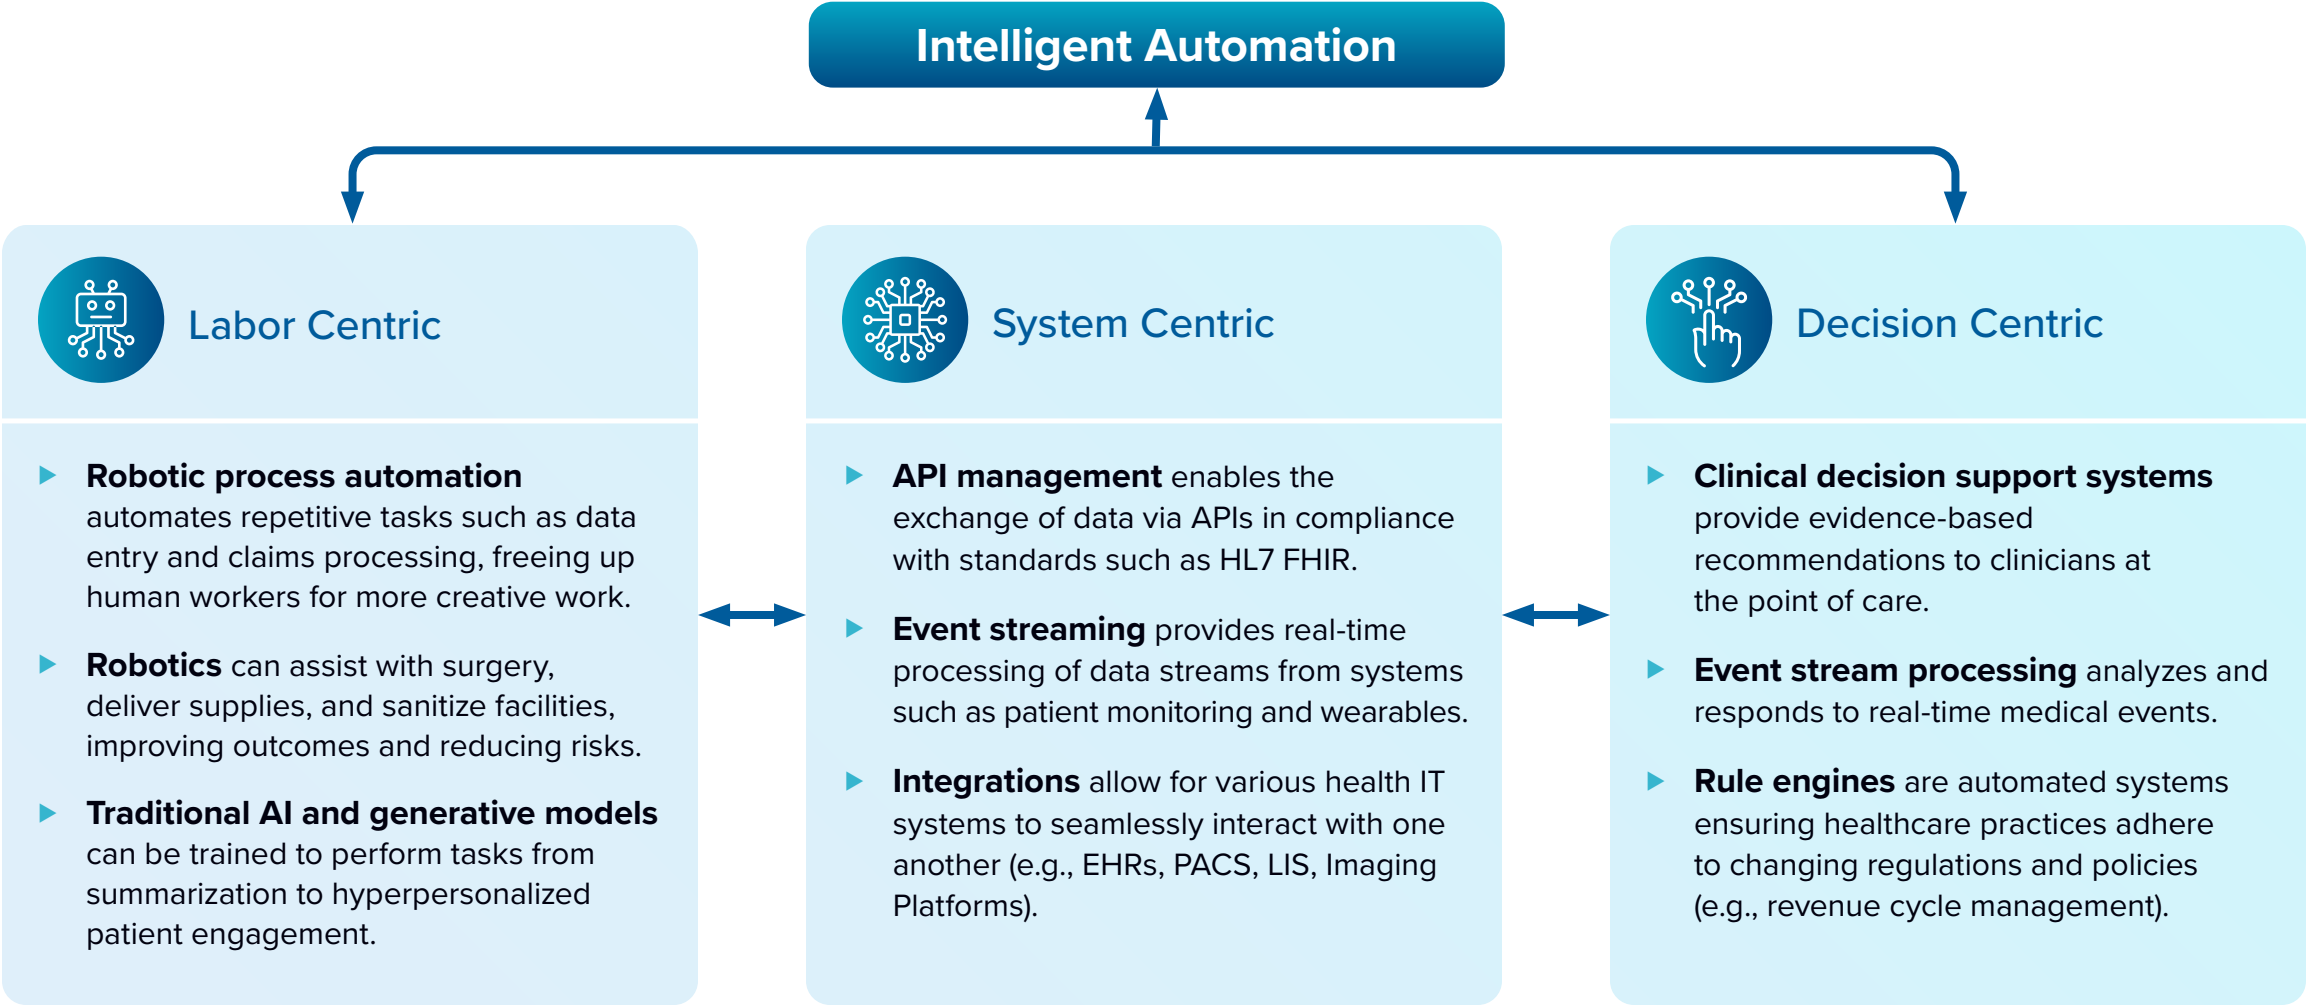 Intelligent Automation
Labor Centric
Robotic process automation
automates repetitive tasks such as data
entry and claims processing, freeing up
human workers for more creative work.
Robotics can assist with surgery,
deliver supplies, and sanitize facilities,
improving outcomes and reducing risks.
Traditional AI and generative models
can be trained to perform tasks from
summarization to hyperpersonalized
patient engagement.
System Centric
API management enables the
exchange of data via APIs in compliance
with standards such as HL7 FHIR.
Event streaming provides real-time
processing of data streams from systems
such as patient monitoring and wearables.
Integrations allow for various health IT
systems to seamlessly interact with one
another (e.g., EHRs, PACS, LIS, Imaging
Platforms).
Decision Centric
Clinical decision support systems
provide evidence-based
recommendations to clinicians at
the point of care.
Event stream processing analyzes and
responds to real-time medical events.
Rule engines are automated systems
ensuring healthcare practices adhere
to changing regulations and policies
(e.g., revenue cycle management).